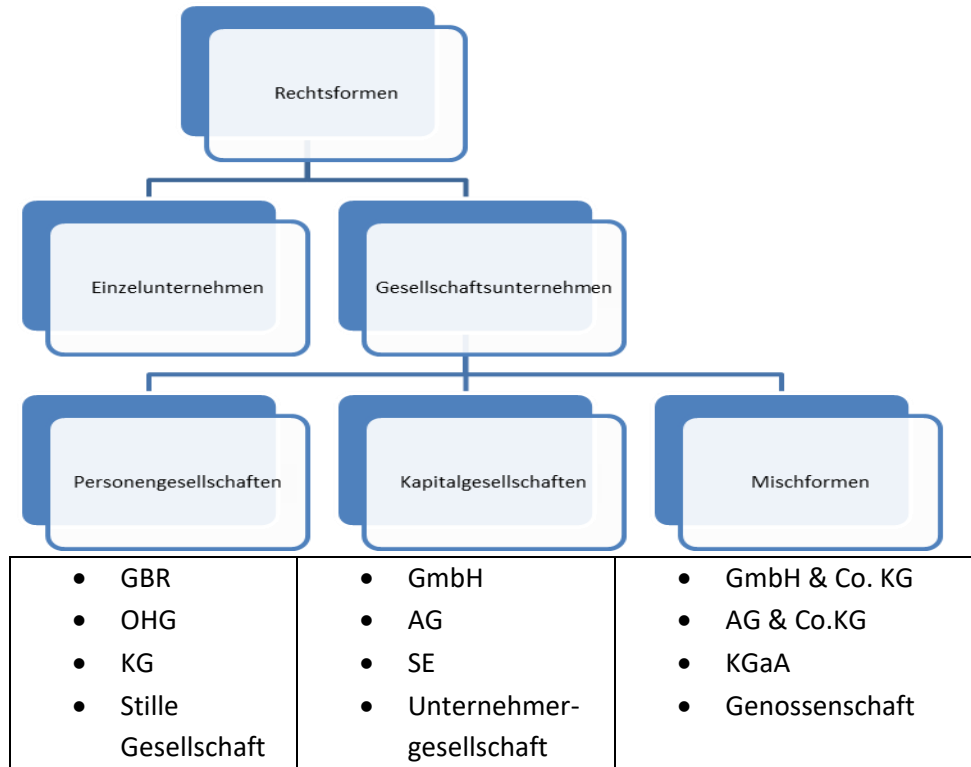 Rechtsformen
Einzelunternehmen
Gesellschaftsunternehmen
Personengesellschaften
Kapitalgesellschaften
Mischformen
• GBR
• OHG
• KG
• Stille
Gesellschaft
• GmbH
• AG
• SE
• Unternehmer-
gesellschaft
• GmbH & Co. KG
• AG & Co.KG
• KGaA
• Genossenschaft